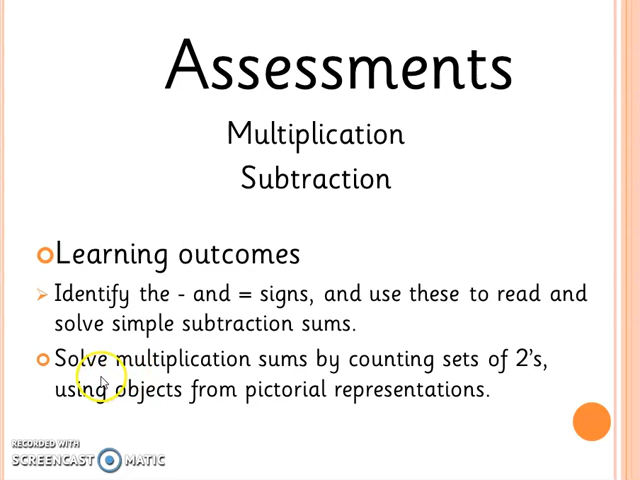 Assessments
Multiplication
Subtraction
Learning outcomes
Identify the - and = signs, and use these to read and
solve simple subtraction sums.
Solve multiplication sums by counting sets of 2's,
using objects from pictorial representations.
RECORDED WITH
SCREENCAST MATIC